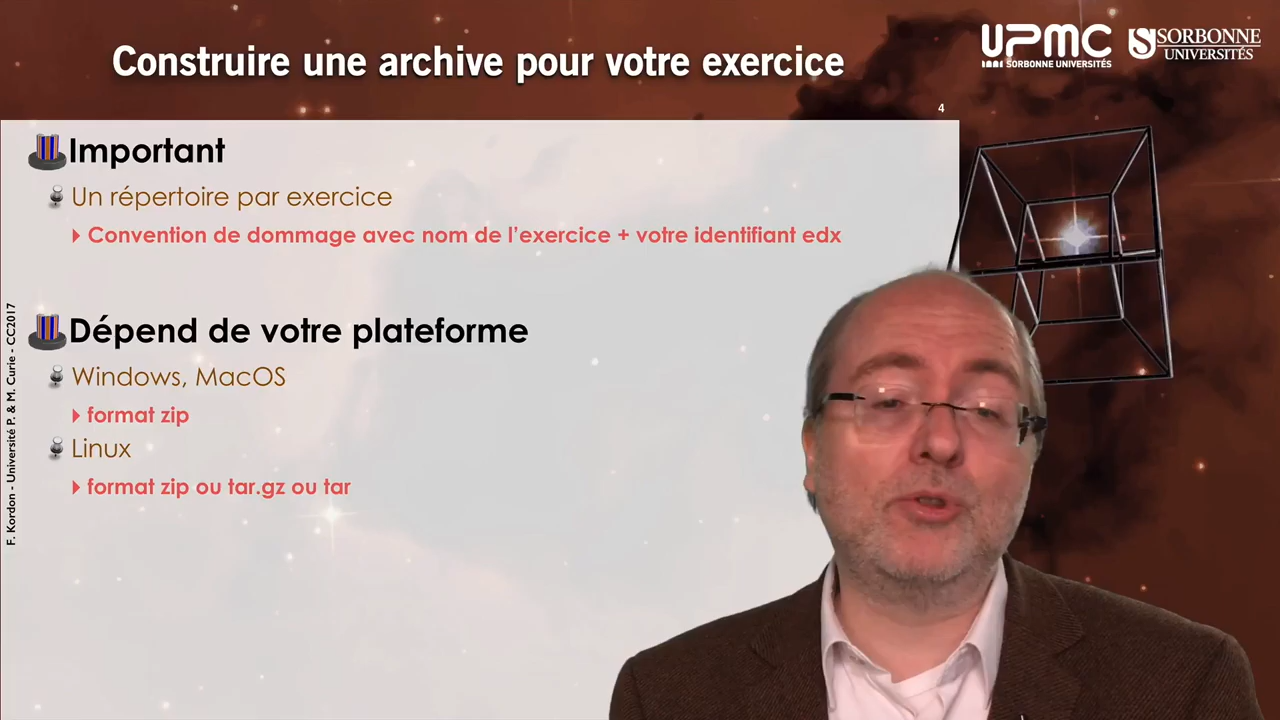 Construire une archive pour votre exercice
UPMC
SORBONNE UNIVERSITÉS
SORBONNE
UNIVERSITÉS
4
Important
Un répertoire par exercice
Convention de dommage avec nom de l'exercice + votre identifiant edx
Dépend de votre plateforme
Windows, MacOS
format zip
Linux
format zip ou tar.gz ou tar
F. Kordon - Université P. & M. Curie - CC2017